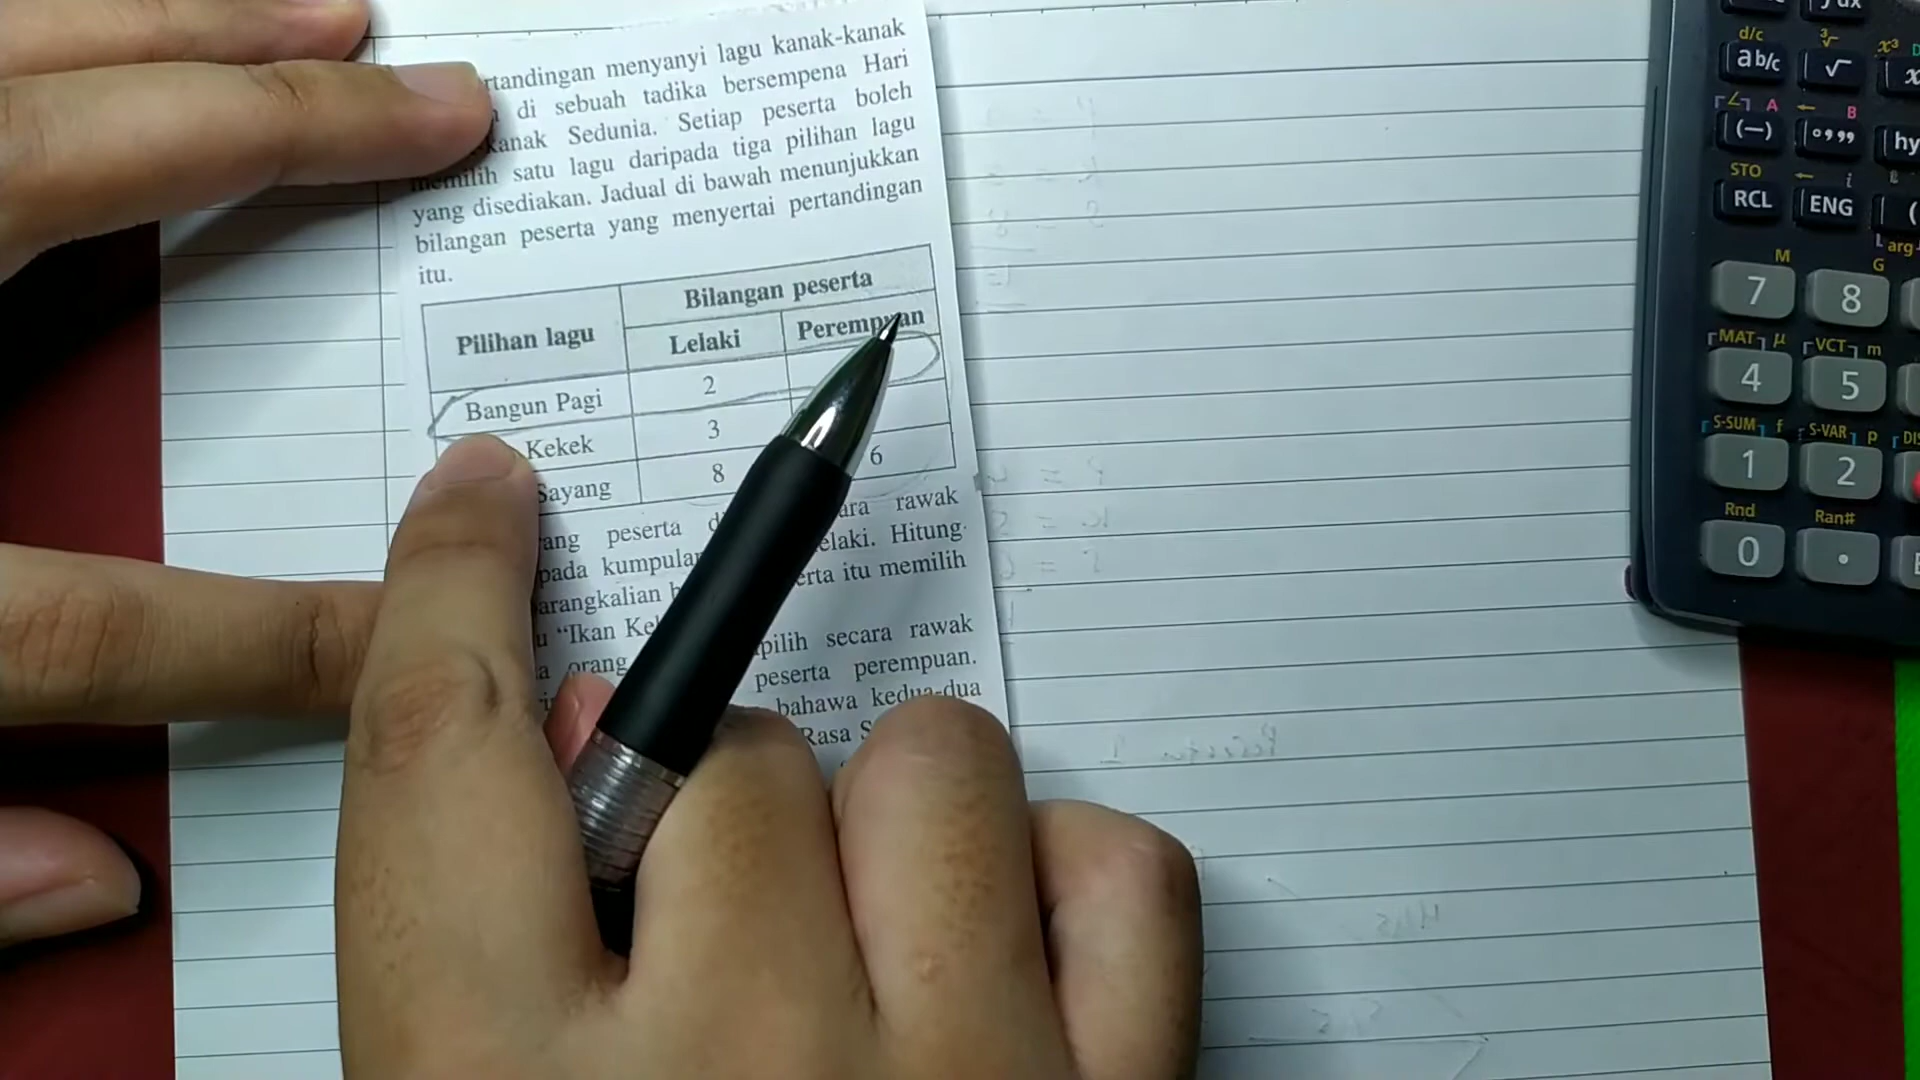 rtandingan menyanyi lagu kanak-kanak
di sebuah tadika bersempena Hari
kanak Sedunia. Setiap peserta boleh
memilih satu lagu daripada tiga pilihan lagu
yang disediakan. Jadual di bawah menunjukkan
bilangan peserta yang menyertai pertandingan
itu.
Pilihan lagu Bilangan peserta
Lelaki Perempuan
Bangun Pagi 2
Kekek 3
Sayang 8 6
ang peserta d ara rawak
pada kumpula elaki. Hitung
arangkalian b erta itu memilih
u “Ikan Ke
a orang pilih secara rawak
peserta perempuan.
bahawa kedua-dua
Rasa S
d/c
ab/c √
A B
(—) hy
STO i
RCL ENG (
M G arg
7 8
MAT μ VCT m
4 5
S-SUM f S-VAR p DIS
1 2
Rnd Ran#
0 .